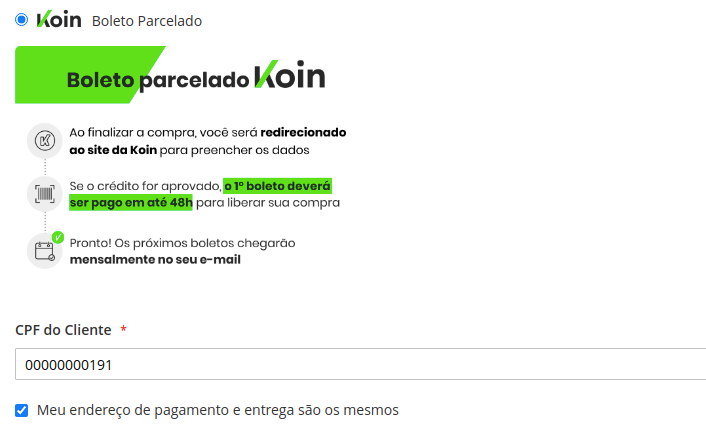 Koin Boleto Parcelado
Boleto parcelado Koin
Ao finalizar a compra, você será redirecionado
ao site da Koin para preencher os dados
Se o crédito for aprovado, o 1º boleto deverá
ser pago em até 48h para liberar sua compra
Pronto! Os próximos boletos chegarão
mensalmente no seu e-mail
CPF do Cliente *
00000000191
Meu endereço de pagamento e entrega são os mesmos